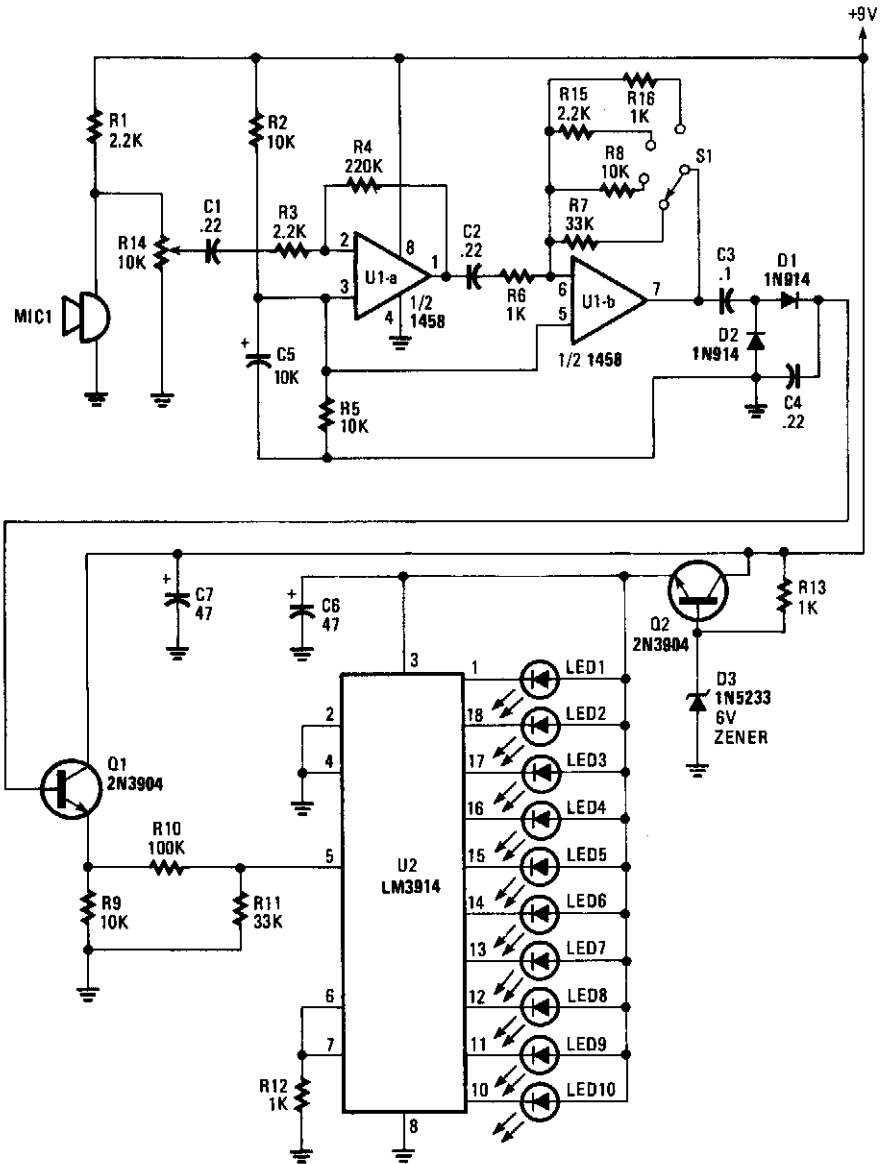 +9V
R1
2.2K
R2
10K
R4
220K
R15
2.2K
R16
1K
R8
10K
S1
R7
33K
R14
10K
C1
.22
R3
2.2K
2
3
U1-a
8
1
4
1/2
1458
C2
.22
R6
1K
6
5
U1-b
7
1/2 1458
C3
.1
D1
1N914
D2
1N914
C4
.22
MIC1
+
C5
10K
R5
10K
+
C7
47
+
C6
47
Q2
2N3904
R13
1K
D3
1N5233
6V
ZENER
Q1
2N3904
R10
100K
R9
10K
R11
33K
R12
1K
3
2
4
5
6
7
8
U2
LM3914
1
LED1
18
LED2
17
LED3
16
LED4
15
LED5
14
LED6
13
LED7
12
LED8
11
LED9
10
LED10